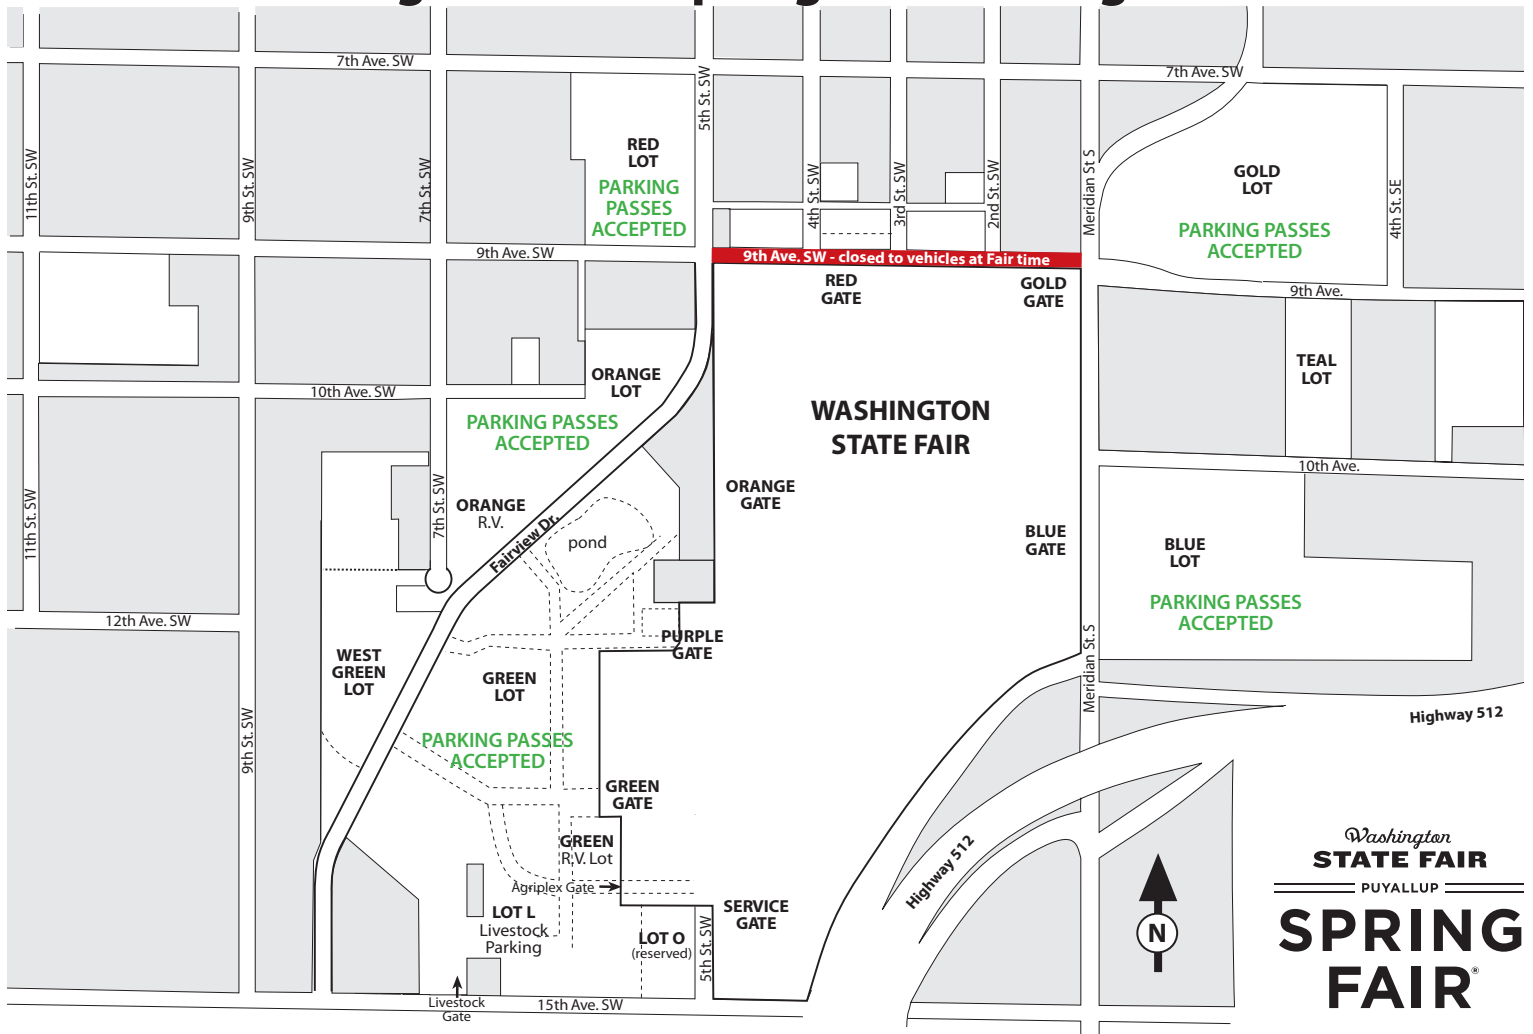 7th Ave. SW
7th Ave. SW
11th St. SW
9th St. SW
7th St. SW
5th St. SW
4th St. SW
3rd St. SW
2nd St. SW
Meridian St S
4th St. SE
RED
LOT
PARKING
PASSES
ACCEPTED
GOLD
LOT
PARKING PASSES
ACCEPTED
9th Ave. SW
9th Ave. SW - closed to vehicles at Fair time
RED
GATE
GOLD
GATE
9th Ave.
ORANGE
LOT
TEAL
LOT
10th Ave. SW
PARKING PASSES
ACCEPTED
WASHINGTON
STATE FAIR
10th Ave.
11th St. SW
7th St. SW
ORANGE
R.V.
Fairview Dr.
pond
ORANGE
GATE
BLUE
GATE
BLUE
LOT
PARKING PASSES
ACCEPTED
12th Ave. SW
PURPLE
GATE
Meridian St. S
WEST
GREEN
LOT
GREEN
LOT
9th St. SW
PARKING PASSES
ACCEPTED
Highway 512
GREEN
GATE
GREEN
R.V. Lot
Highway 512
Agriplex Gate
LOT L
Livestock
Parking
LOT O
(reserved)
5th St. SW
SERVICE
GATE
N
Livestock
Gate
15th Ave. SW
Washington
STATE FAIR
PUYALLUP
SPRING
FAIR®